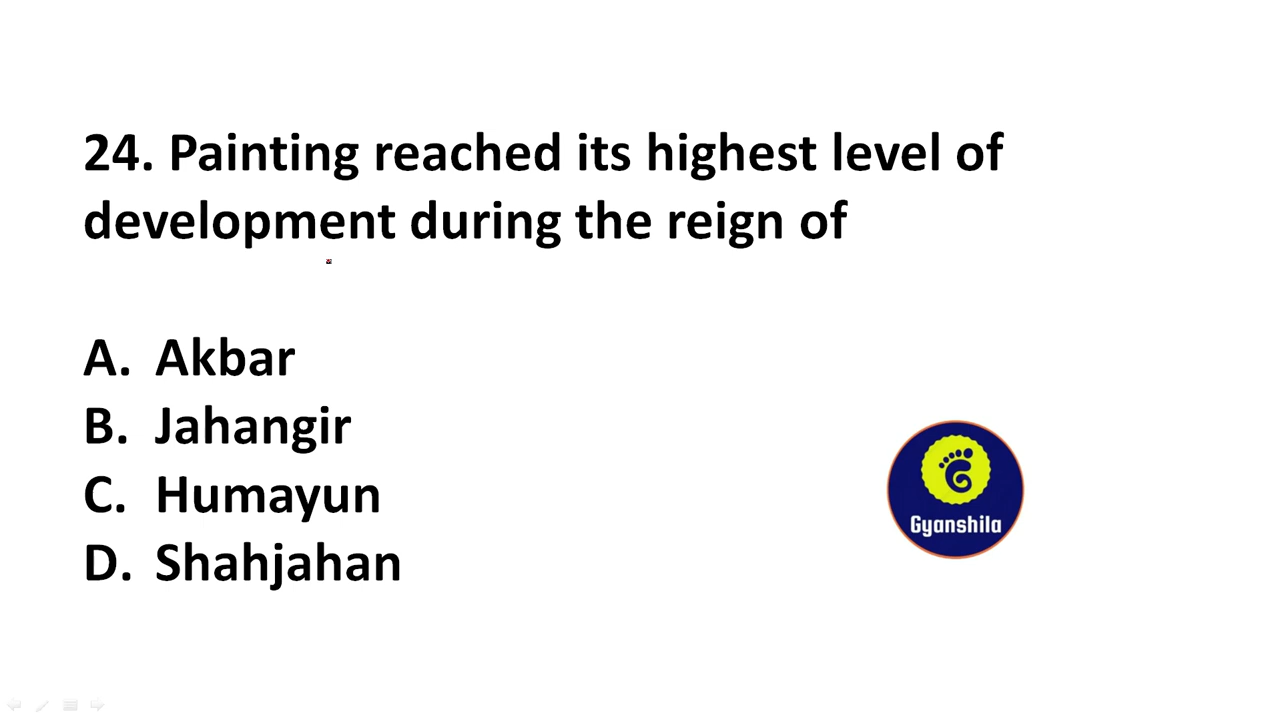 24. Painting reached its highest level of
development during the reign of
A. Akbar
B. Jahangir
C. Humayun
D. Shahjahan
Gyanshila